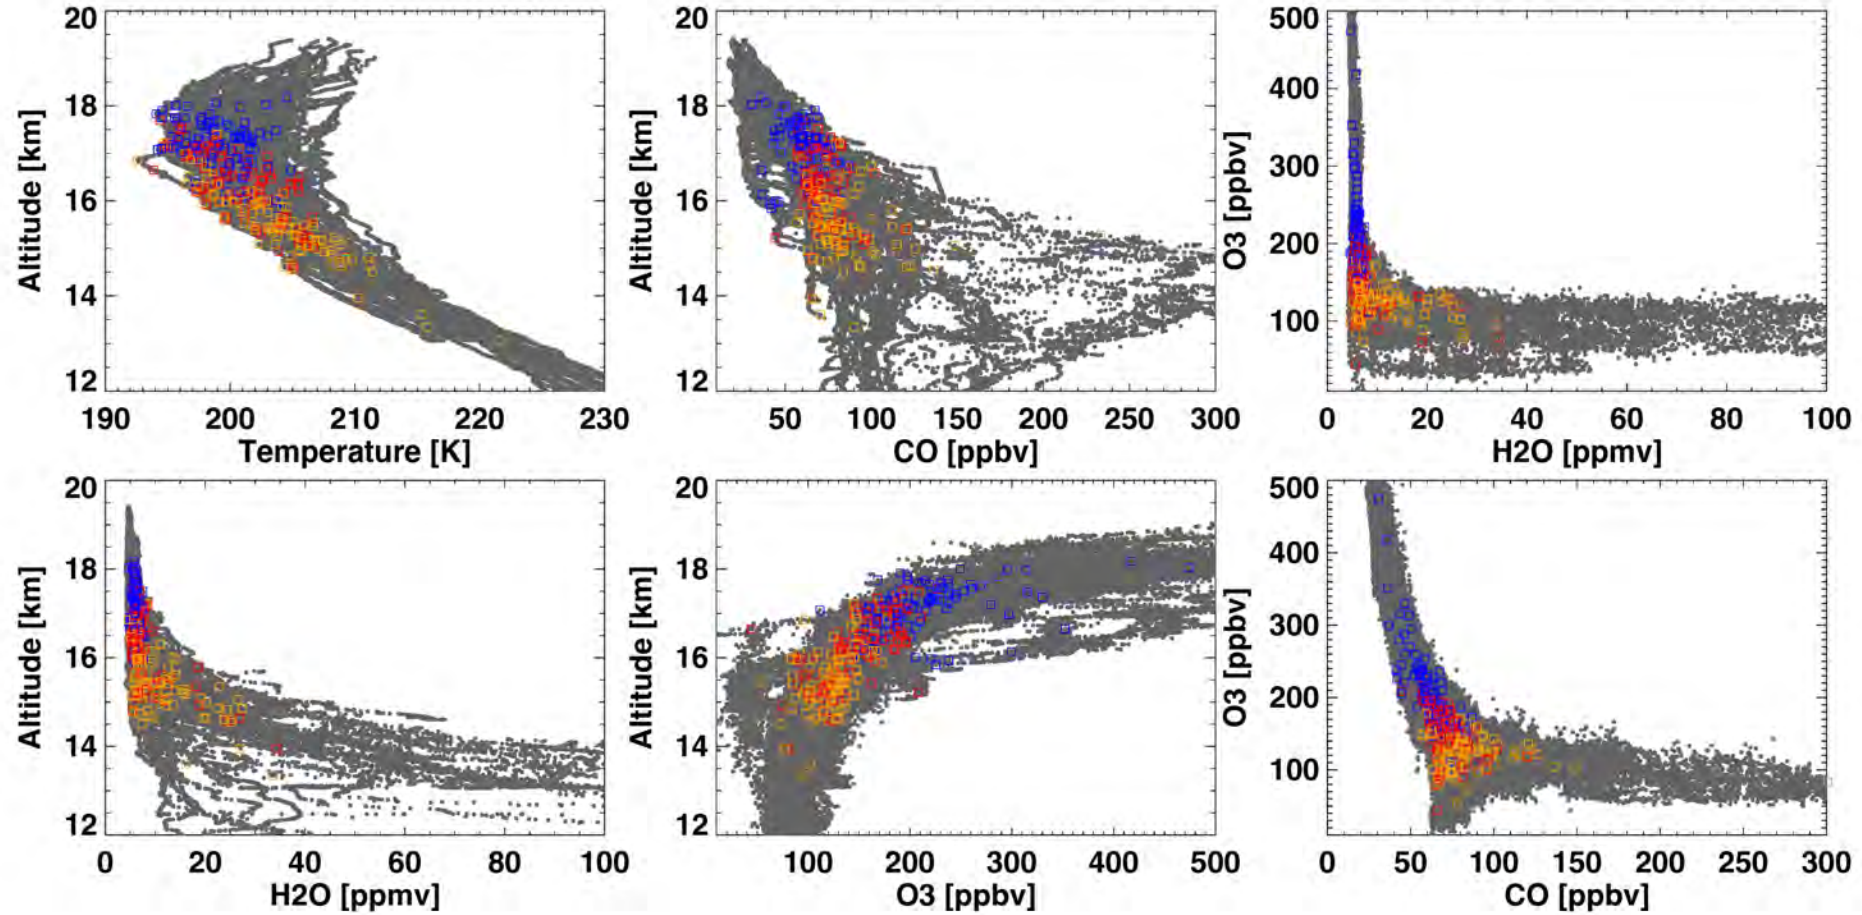 20
18
16
14
12
Altitude [km]
190 200 210 220 230
Temperature [K]
20
18
16
14
12
Altitude [km]
50 100 150 200 250 300
CO [ppbv]
500
400
300
200
100
O3 [ppbv]
0 20 40 60 80 100
H2O [ppmv]
20
18
16
14
12
Altitude [km]
0 20 40 60 80 100
H2O [ppmv]
20
18
16
14
12
Altitude [km]
100 200 300 400 500
O3 [ppbv]
500
400
300
200
100
O3 [ppbv]
0 50 100 150 200 250 300
CO [ppbv]